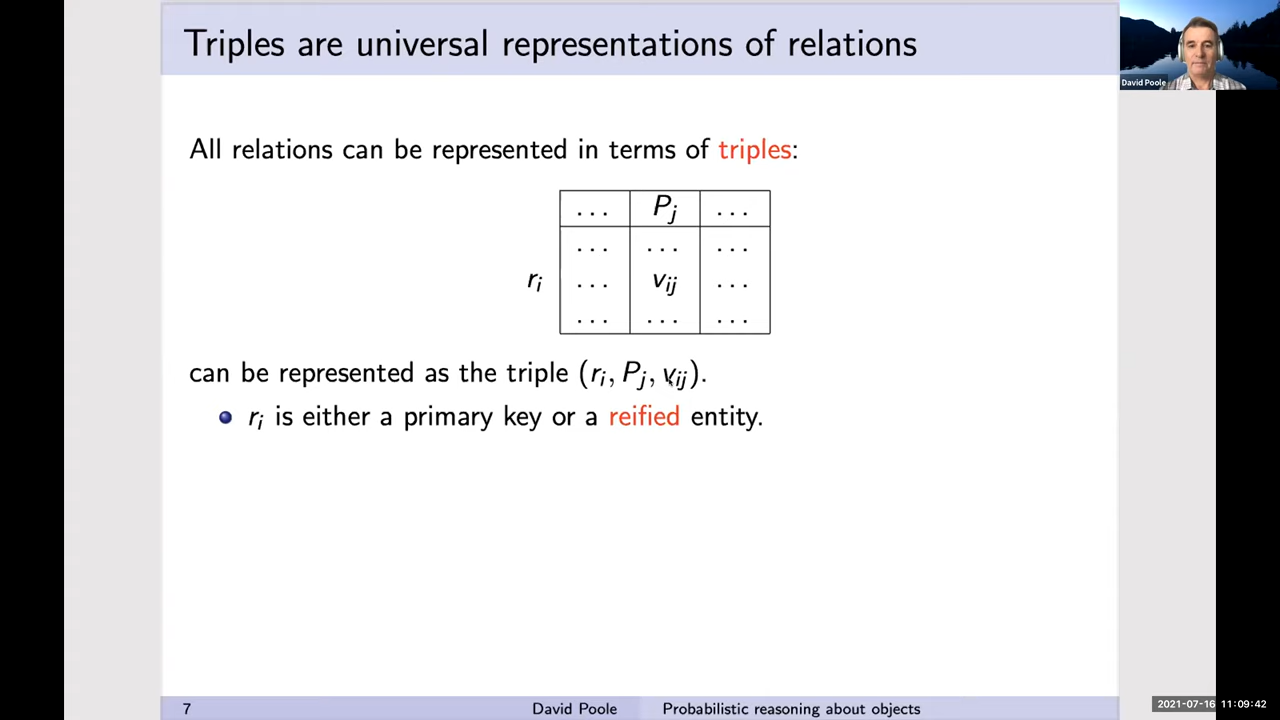 Triples are universal representations of relations
David Poole
All relations can be represented in terms of triples:
... P_j ...
... ... ...
r_i ... v_ij ...
... ... ...
can be represented as the triple (r_i, P_j, v_ij).
r_i is either a primary key or a reified entity.
7 David Poole Probabilistic reasoning about objects
2021-07-16 11:09:42